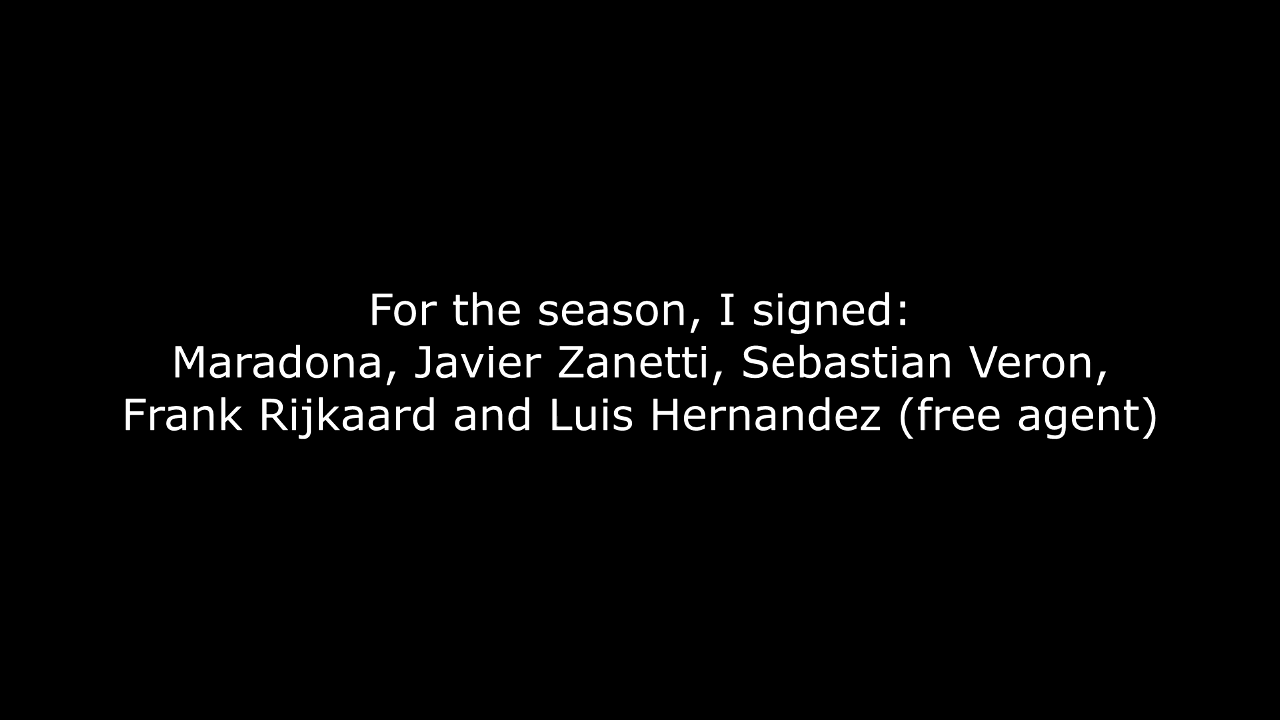 For the season, I signed:
Maradona, Javier Zanetti, Sebastian Veron,
Frank Rijkaard and Luis Hernandez (free agent)